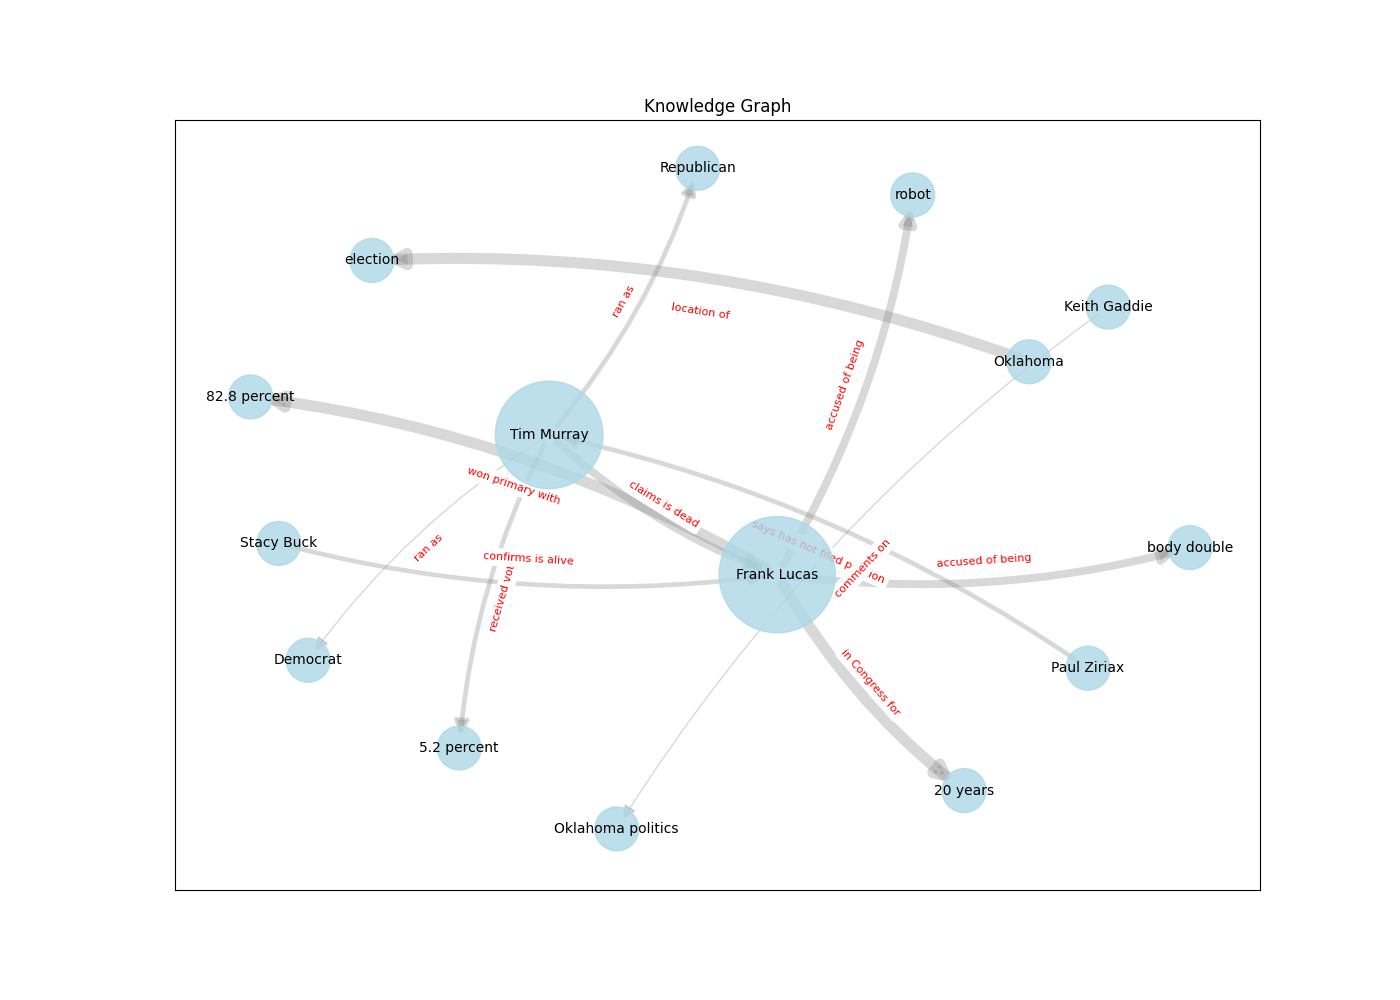 Knowledge Graph
Republican
robot
election
ran as
location of
Keith Gaddie
accused of being
Oklahoma
82.8 percent
Tim Murray
won primary with
claims is dead
says has not filed p
ion
comments on
Stacy Buck
confirms is alive
ran as
received vot
Frank Lucas
accused of being
body double
in Congress for
Democrat
Paul Ziriax
5.2 percent
20 years
Oklahoma politics